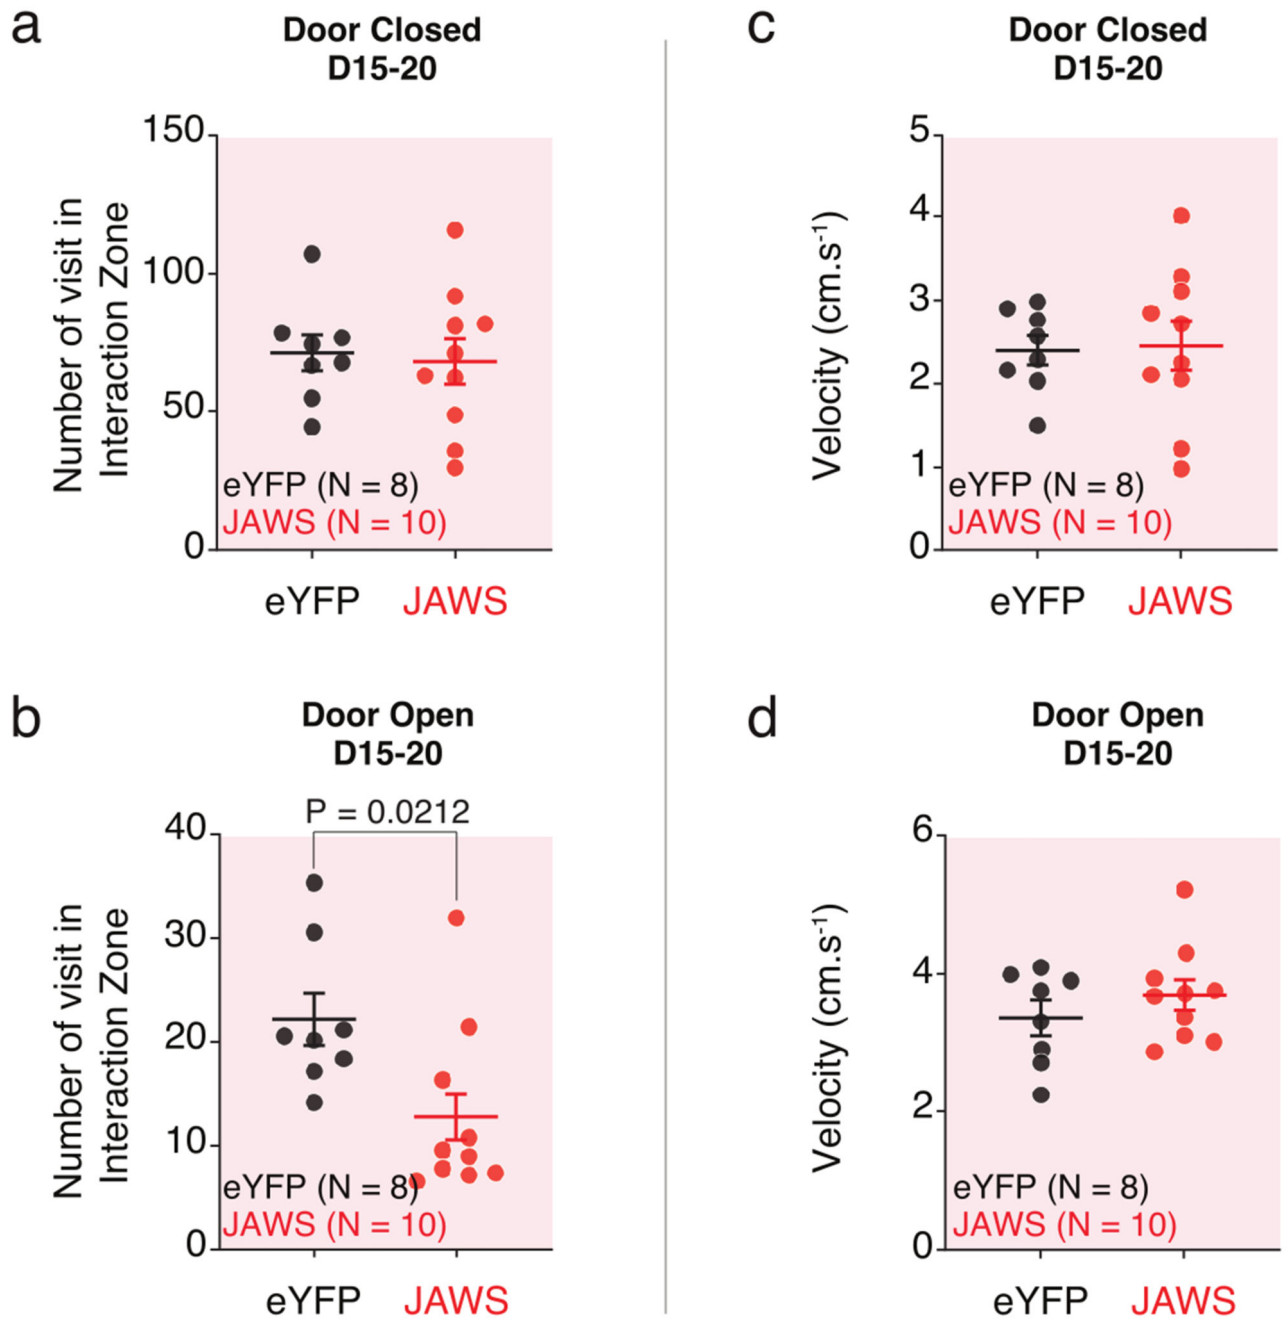 a
Door Closed
D15-20
Number of visit in
Interaction Zone
150
100
50
0
eYFP (N = 8)
JAWS (N = 10)
eYFP
JAWS
c
Door Closed
D15-20
Velocity (cm.s-1)
5
4
3
2
1
0
eYFP (N = 8)
JAWS (N = 10)
eYFP
JAWS
b
Door Open
D15-20
P = 0.0212
Number of visit in
Interaction Zone
40
30
20
10
0
eYFP (N = 8)
JAWS (N = 10)
eYFP
JAWS
d
Door Open
D15-20
Velocity (cm.s-1)
6
4
2
0
eYFP (N = 8)
JAWS (N = 10)
eYFP
JAWS